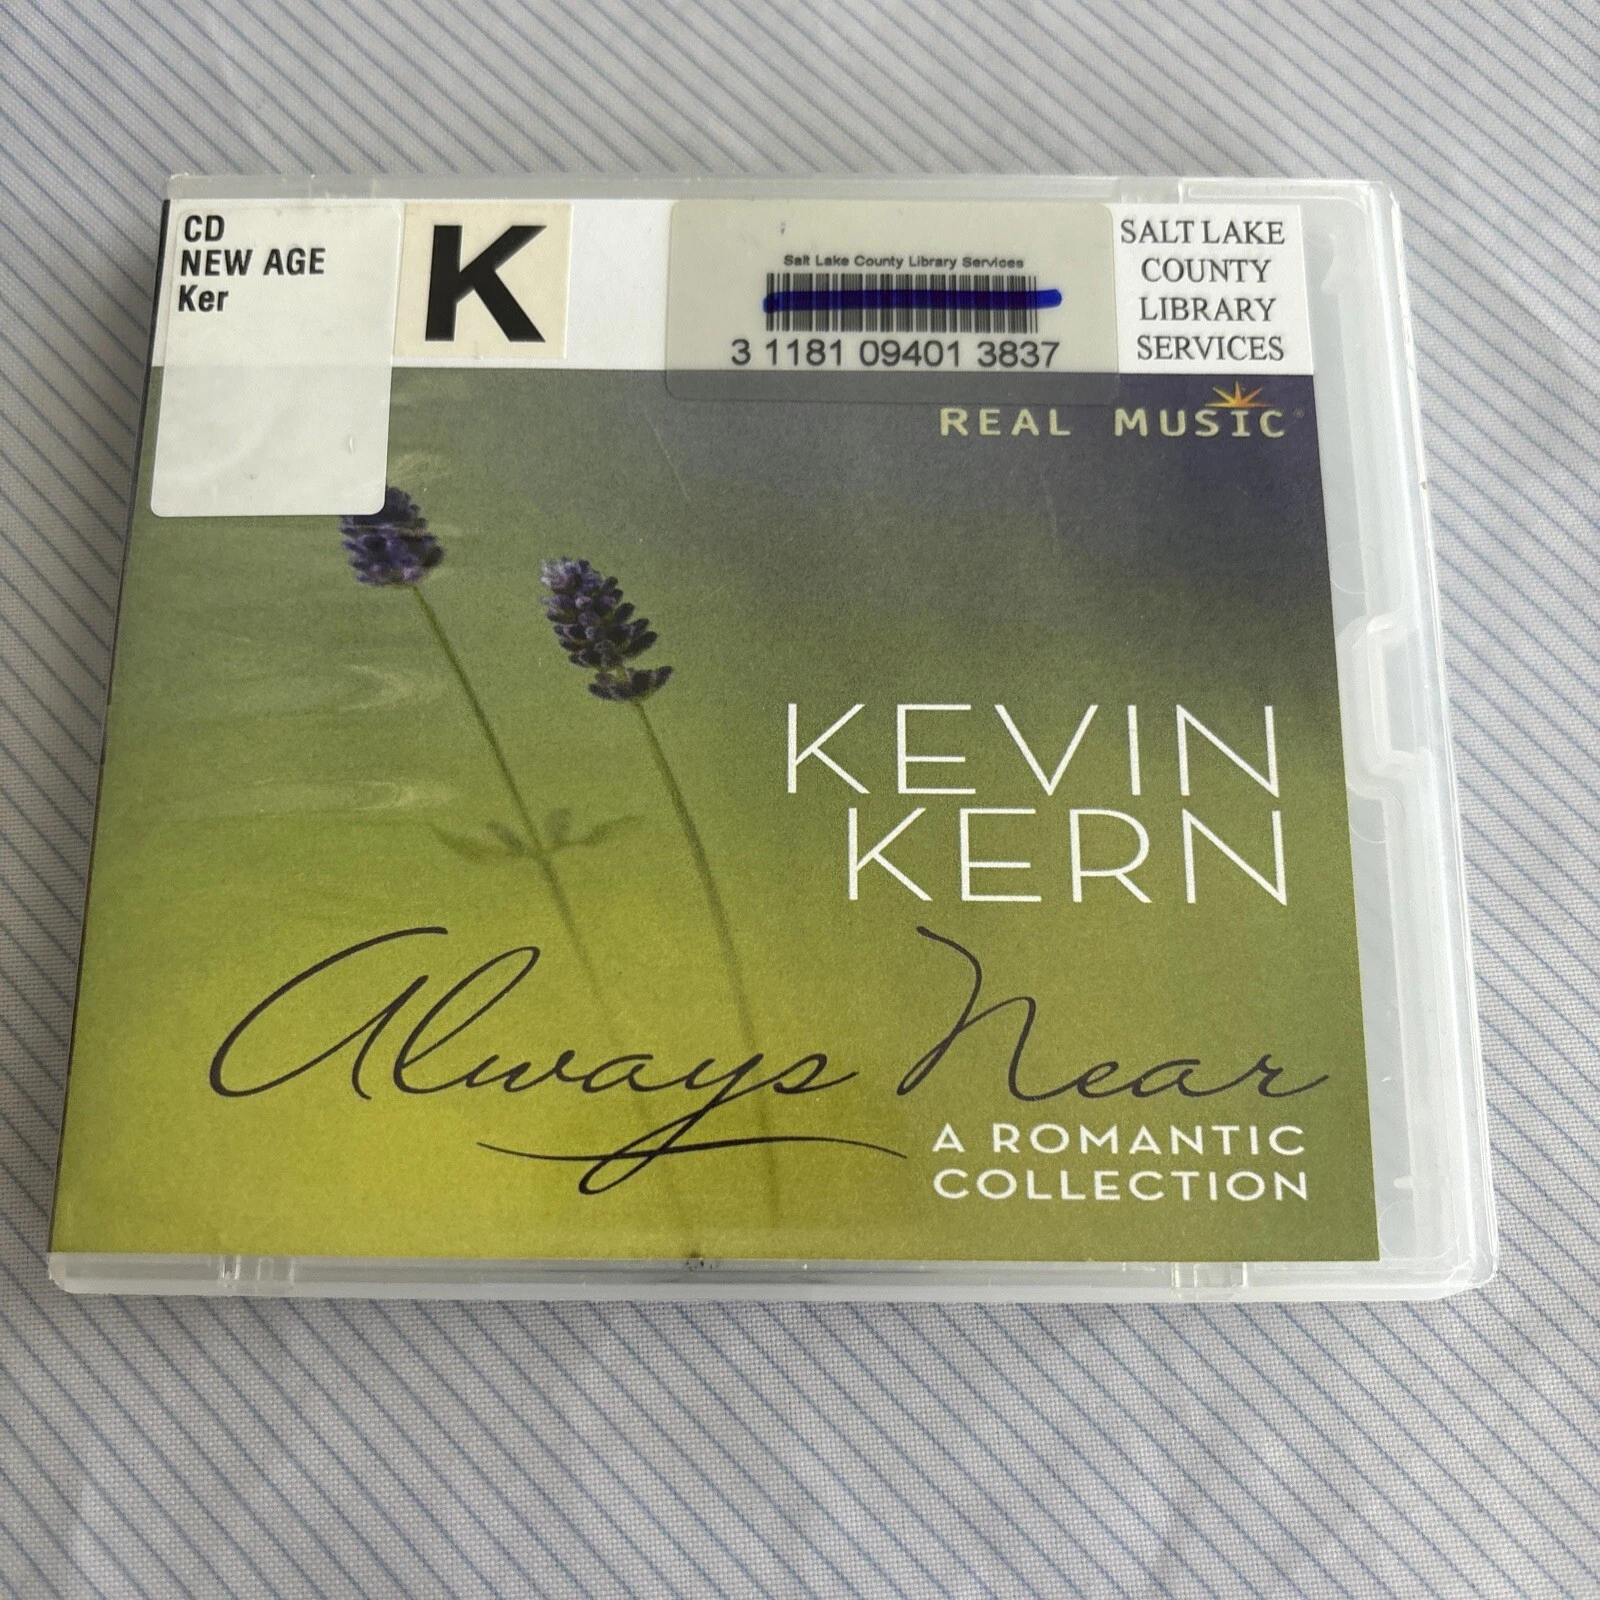 CD
NEW AGE
Ker
K
Salt Lake County Library Services
3 1181 09401 3837
SALT LAKE
COUNTY
LIBRARY
SERVICES
REAL MUSIC
KEVIN
KERN
Always Near
A ROMANTIC
COLLECTION